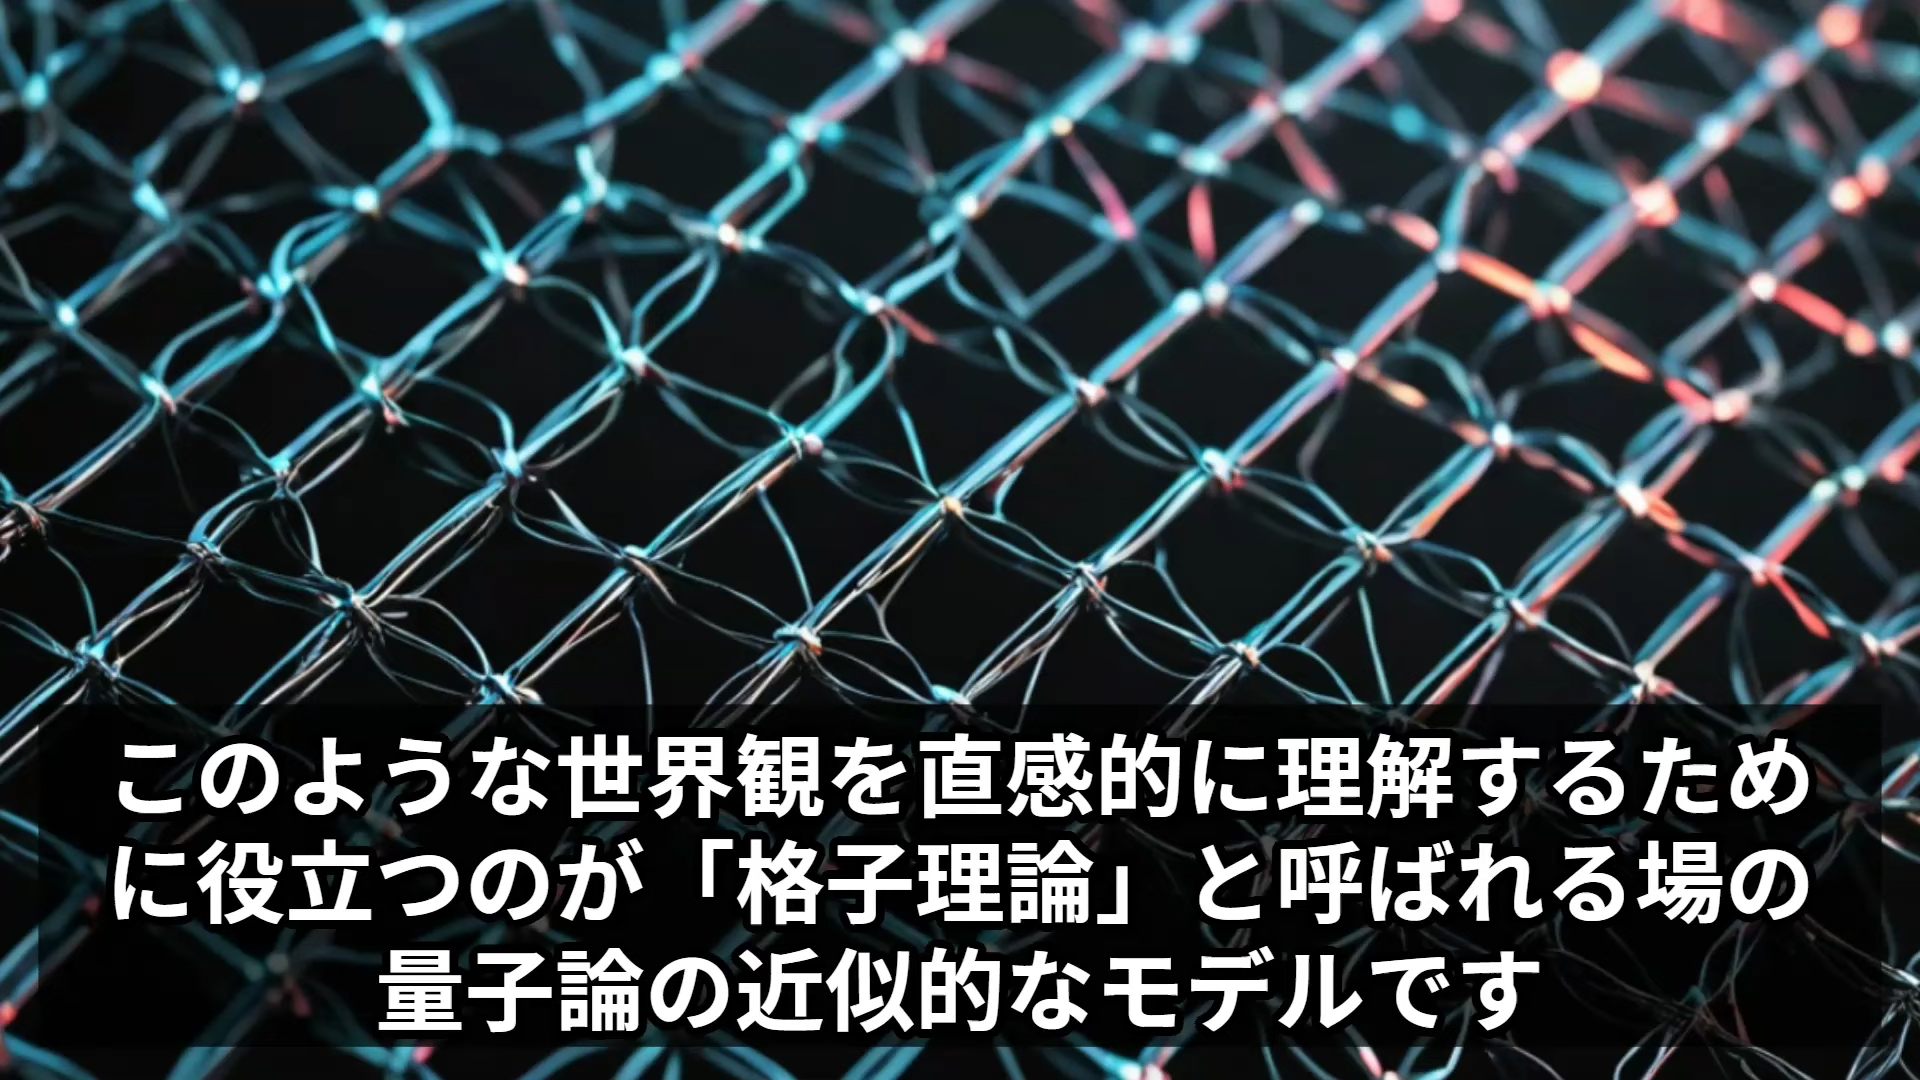 このような世界観を直感的に理解するため
に役立つのが「格子理論」と呼ばれる場の
量子論の近似的なモデルです